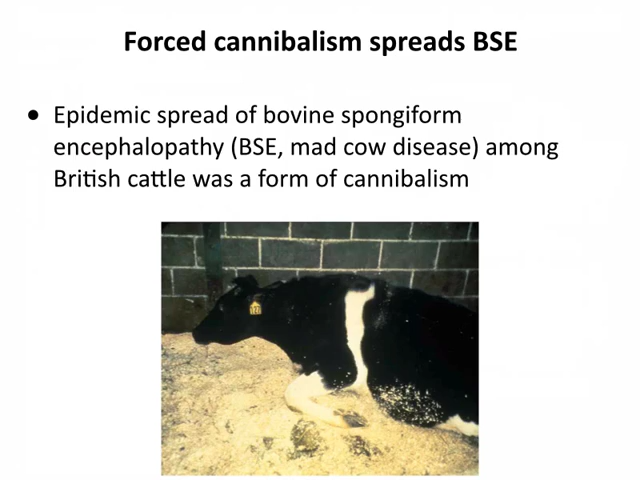 Forced cannibalism spreads BSE
• Epidemic spread of bovine spongiform
encephalopathy (BSE, mad cow disease) among
British cattle was a form of cannibalism